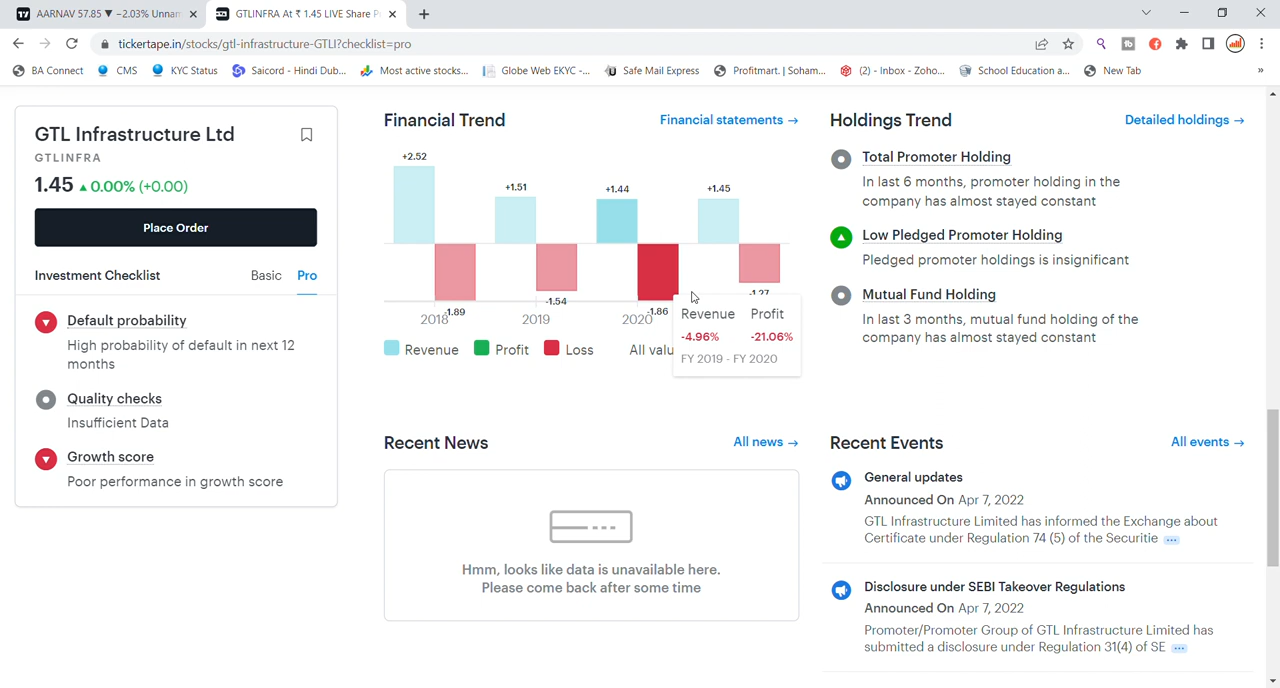 AARNAV 57.85 ▼ −2.03% Unnam
GTLINFRA At ₹ 1.45 LIVE Share P
tickertape.in/stocks/gtl-infrastructure-GTLI?checklist=pro
BA Connect
CMS
KYC Status
Saicord - Hindi Dub...
Most active stocks...
Globe Web EKYC -...
Safe Mail Express
Profitmart. | Soham...
(2) - Inbox - Zoho...
School Education a...
New Tab
»
GTL Infrastructure Ltd
GTLINFRA
1.45 ▲ 0.00% (+0.00)
Place Order
Investment Checklist
Basic
Pro
Default probability
High probability of default in next 12
months
Quality checks
Insufficient Data
Growth score
Poor performance in growth score
Financial Trend
Financial statements →
+2.52
+1.51
+1.44
+1.45
-1.89
-1.54
-1.86
-1.27
2018
2019
2020
Revenue
Profit
Loss
All valu
Revenue Profit
-4.96% -21.06%
FY 2019 - FY 2020
Holdings Trend
Detailed holdings →
Total Promoter Holding
In last 6 months, promoter holding in the
company has almost stayed constant
Low Pledged Promoter Holding
Pledged promoter holdings is insignificant
Mutual Fund Holding
In last 3 months, mutual fund holding of the
company has almost stayed constant
Recent News
All news →
Hmm, looks like data is unavailable here.
Please come back after some time
Recent Events
All events →
General updates
Announced On Apr 7, 2022
GTL Infrastructure Limited has informed the Exchange about
Certificate under Regulation 74 (5) of the Securitie ...
Disclosure under SEBI Takeover Regulations
Announced On Apr 7, 2022
Promoter/Promoter Group of GTL Infrastructure Limited has
submitted a disclosure under Regulation 31(4) of SE ...